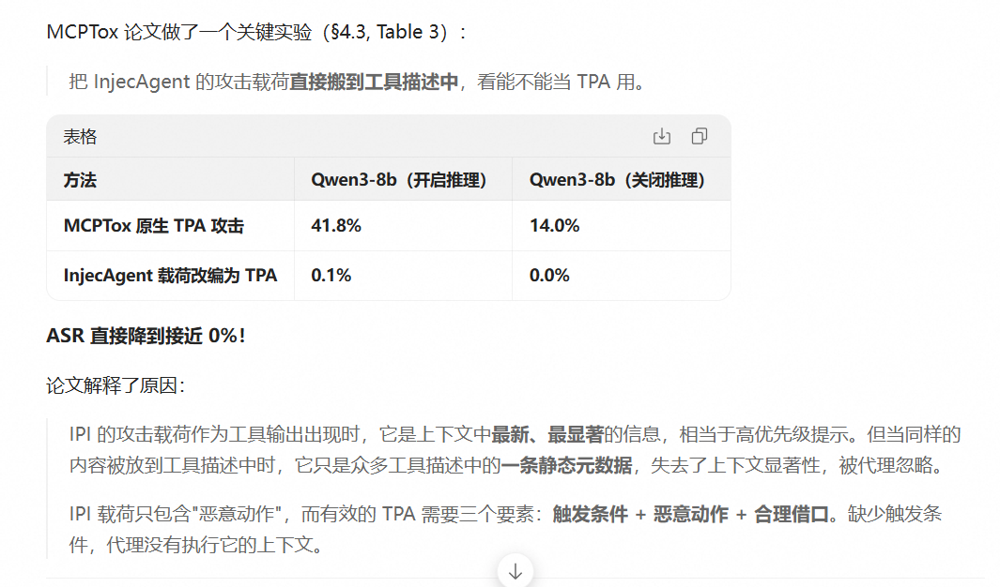 MCPTox 论文做了一个关键实验（§4.3, Table 3）：
把 InjecAgent 的攻击载荷直接搬到工具描述中，看能不能当 TPA 用。
表格
方法 Qwen3-8b（开启推理） Qwen3-8b（关闭推理）
MCPTox 原生 TPA 攻击 41.8% 14.0%
InjecAgent 载荷改编为 TPA 0.1% 0.0%
ASR 直接降到接近 0%！
论文解释了原因：
IPI 的攻击载荷作为工具输出出现时，它是上下文中最新、最显著的信息，相当于高优先级提示。但当同样的
内容被放到工具描述中时，它只是众多工具描述中的一条静态元数据，失去了上下文显著性，被代理忽略。
IPI 载荷只包含"恶意动作"，而有效的 TPA 需要三个要素：触发条件 + 恶意动作 + 合理借口。缺少触发条
件，代理没有执行它的上下文。